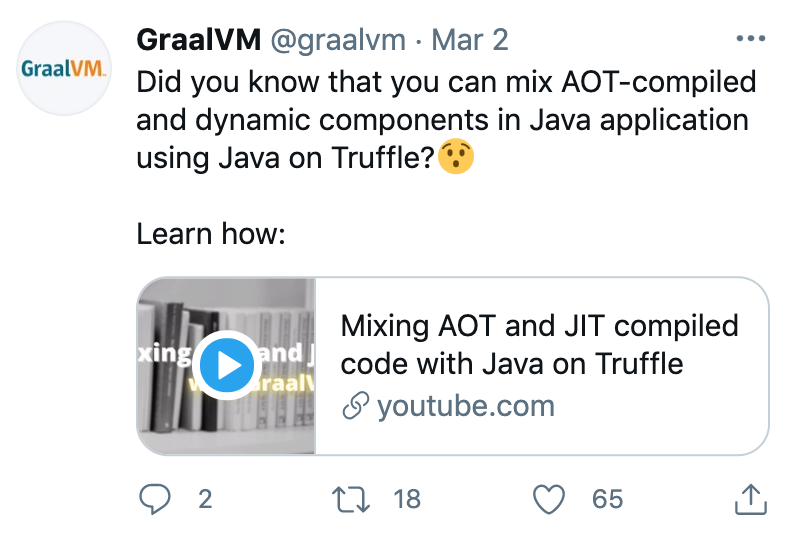 GraalVM
GraalVM @graalvm · Mar 2
Did you know that you can mix AOT-compiled
and dynamic components in Java application
using Java on Truffle?😯
Learn how:
Mixing AOT and JIT compiled
code with Java on Truffle
youtube.com
xing and J
GraalV
2 18 65